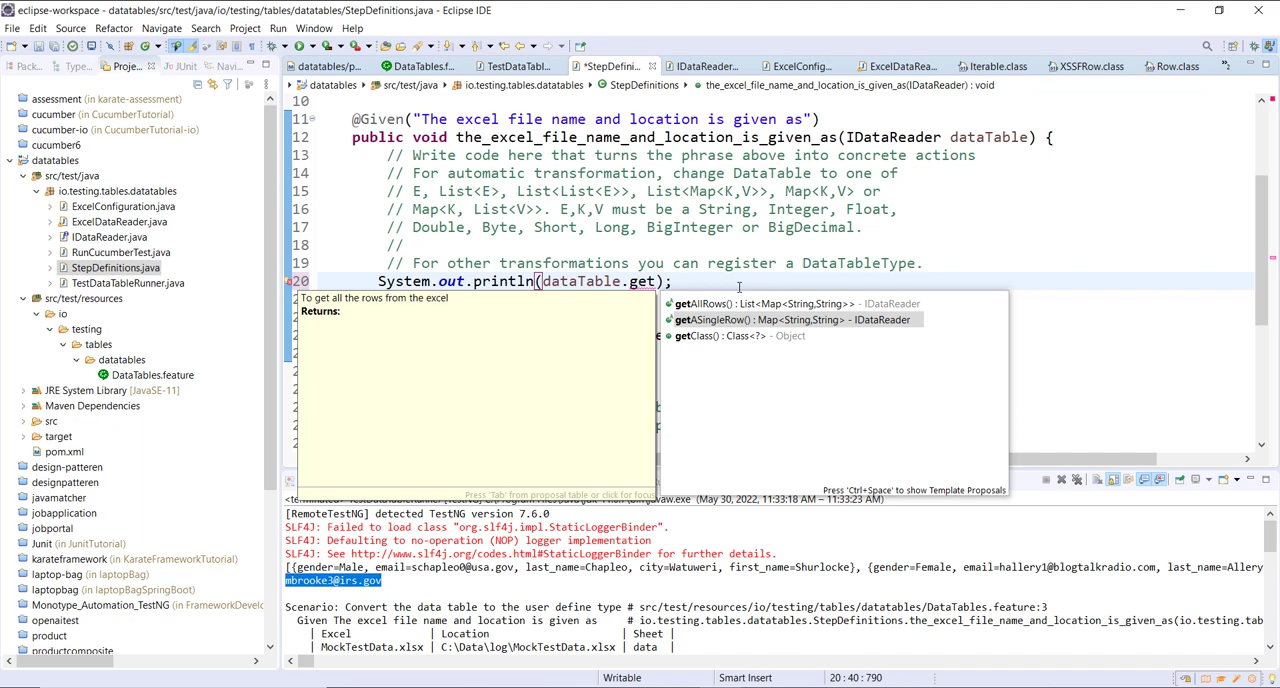 eclipse-workspace - datatables/src/test/java/io/testing/tables/datatables/StepDefinitions.java - Eclipse IDE
File Edit Source Refactor Navigate Search Project Run Window Help
Pack... Type... Proje... JUnit Navi...
datatables/p... DataTables.f... TestDataTabl... *StepDefini... IDataReader... ExcelConfig... ExcelDataRea... Iterable.class XSSFRow.class Row.class
datatables src/test/java io.testing.tables.datatables StepDefinitions the_excel_file_name_and_location_is_given_as(IDataReader) : void
assessment (in karate-assessment)
cucumber (in CucumberTutorial)
cucumber-io (in CucumberTutorial-io)
cucumber6
datatables
src/test/java
io.testing.tables.datatables
ExcelConfiguration.java
ExcelDataReader.java
IDataReader.java
RunCucumberTest.java
StepDefinitions.java
TestDataTableRunner.java
src/test/resources
io
testing
tables
datatables
DataTables.feature
JRE System Library [JavaSE-11]
Maven Dependencies
src
target
pom.xml
design-patteren
designpatteren
javamatcher
jobapplication
jobportal
Junit (in JunitTutorial)
karateframework (in KarateFrameworkTutorial)
laptop-bag (in laptopBag)
laptopbag (in laptopBagSpringBoot)
Monotype_Automation_TestNG (in FrameworkDevelo
openaitest
product
productcomposite
10
11 @Given("The excel file name and location is given as")
12 public void the_excel_file_name_and_location_is_given_as(IDataReader dataTable) {
13 // Write code here that turns the phrase above into concrete actions
14 // For automatic transformation, change DataTable to one of
15 // E, List<E>, List<List<E>>, List<Map<K,V>>, Map<K,V> or
16 // Map<K, List<V>>. E,K,V must be a String, Integer, Float,
17 // Double, Byte, Short, Long, BigInteger or BigDecimal.
18 //
19 // For other transformations you can register a DataTableType.
20 System.out.println(dataTable.get);
To get all the rows from the excel
Returns:
Press 'Tab' from proposal table or click for focus
getAllRows() : List<Map<String,String>> - IDataReader
getASingleRow() : Map<String,String> - IDataReader
getClass() : Class<?> - Object
Press 'Ctrl+Space' to show Template Proposals
(May 30, 2022, 11:33:18 AM – 11:33:23 AM)
[RemoteTestNG] detected TestNG version 7.6.0
SLF4J: Failed to load class "org.slf4j.impl.StaticLoggerBinder".
SLF4J: Defaulting to no-operation (NOP) logger implementation
SLF4J: See http://www.slf4j.org/codes.html#StaticLoggerBinder for further details.
[{gender=Male, email=schapleo0@usa.gov, last_name=Chapleo, city=Watuweri, first_name=Shurlocke}, {gender=Female, email=hallery1@blogtalkradio.com, last_name=Allery
mbrooke3@irs.gov
Scenario: Convert the data table to the user define type # src/test/resources/io/testing/tables/datatables/DataTables.feature:3
Given The excel file name and location is given as # io.testing.tables.datatables.StepDefinitions.the_excel_file_name_and_location_is_given_as(io.testing.tab
| Excel | Location | Sheet |
| MockTestData.xlsx | C:\Data\log\MockTestData.xlsx | data |
Writable Smart Insert 20 : 40 : 790